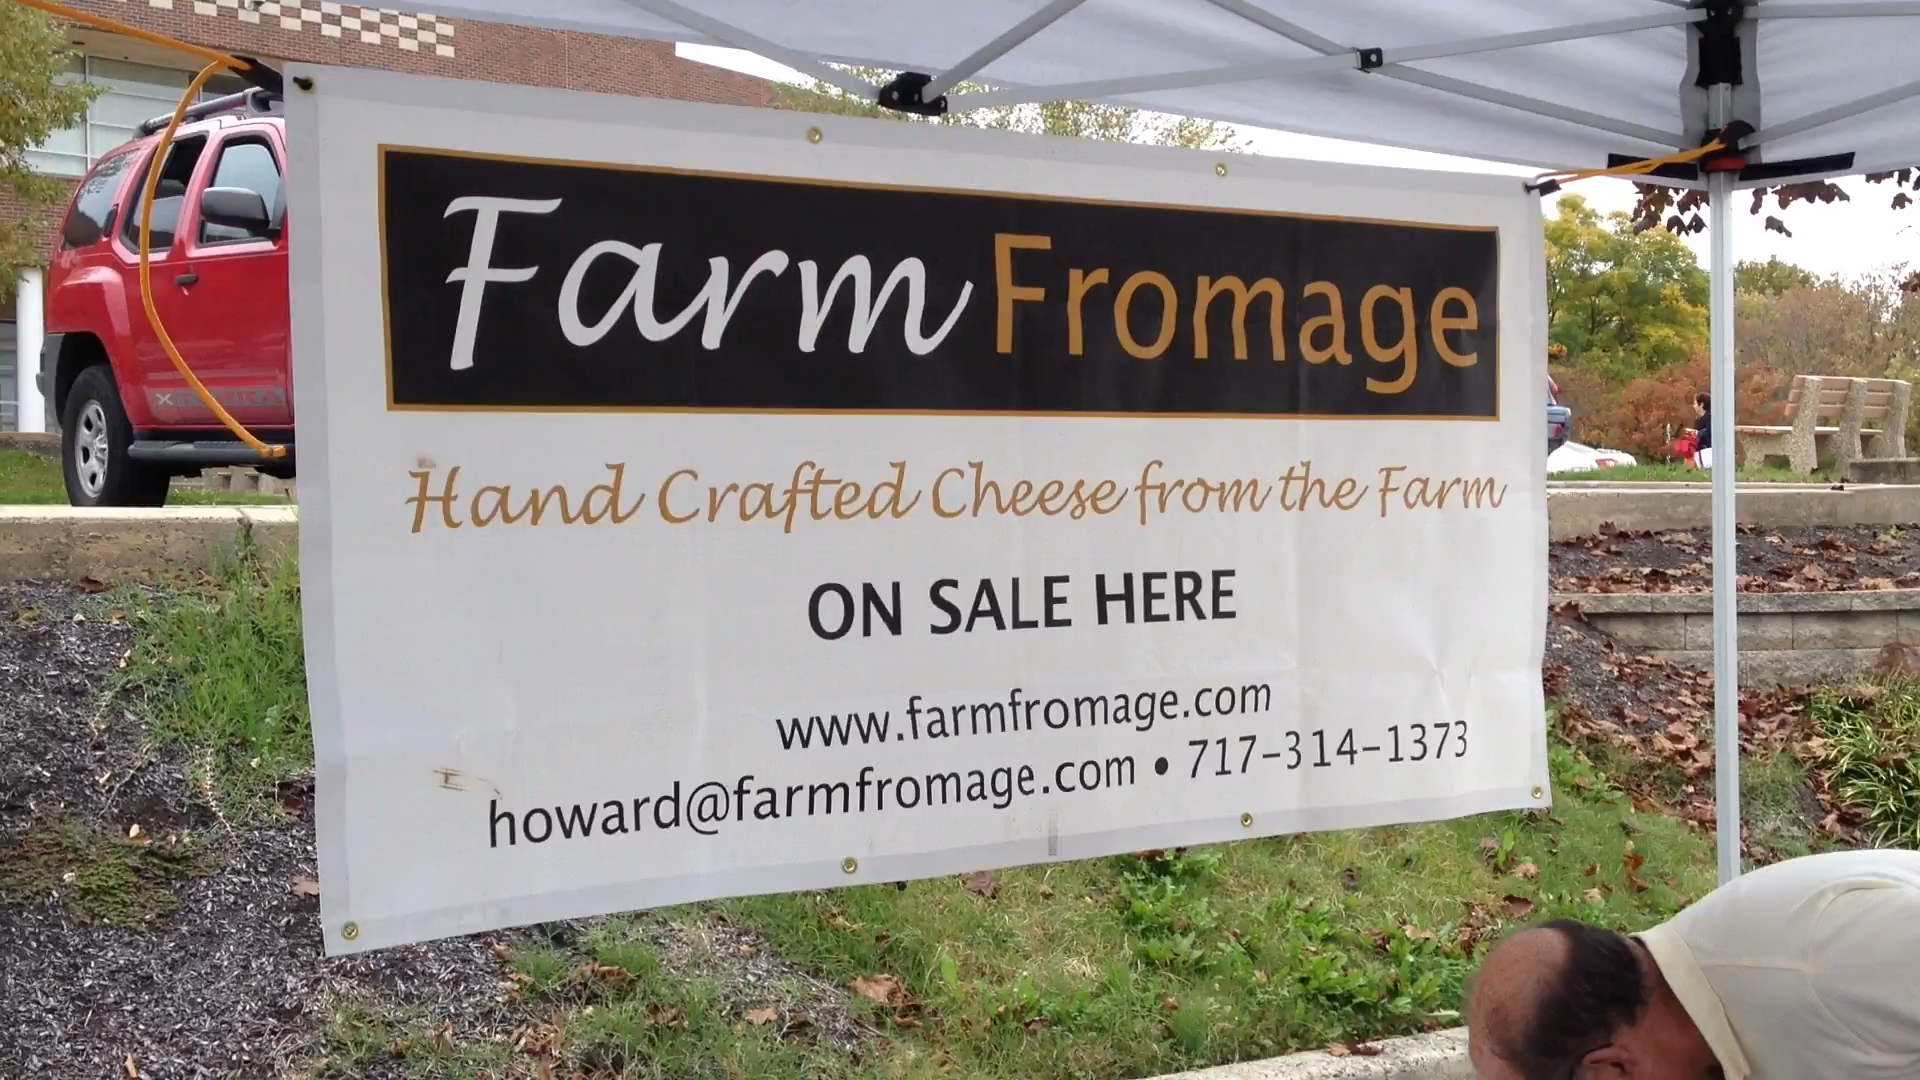 Farm Fromage
Hand Crafted Cheese from the Farm
ON SALE HERE
www.farmfromage.com
howard@farmfromage.com • 717-314-1373
XTERRA